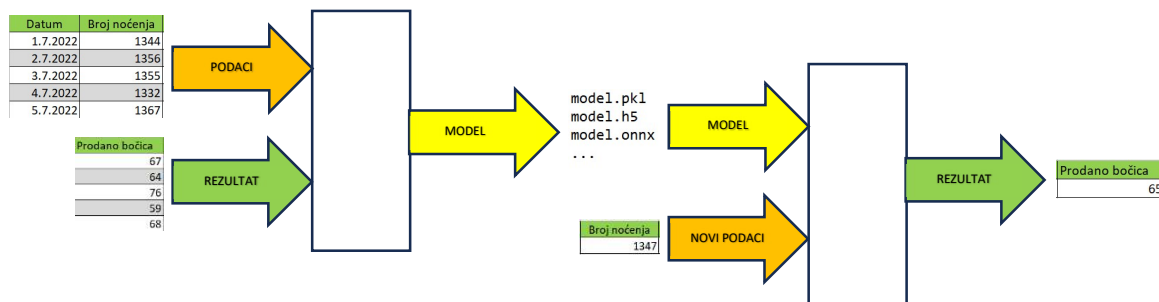 Datum Broj noćenja
1.7.2022 1344
2.7.2022 1356
3.7.2022 1355
4.7.2022 1332
5.7.2022 1367
PODACI
Prodano bočica
67
64
76
59
68
REZULTAT
MODEL
model.pkl
model.h5
model.onnx
...
MODEL
Broj noćenja
1347
NOVI PODACI
REZULTAT
Prodano bočica
65